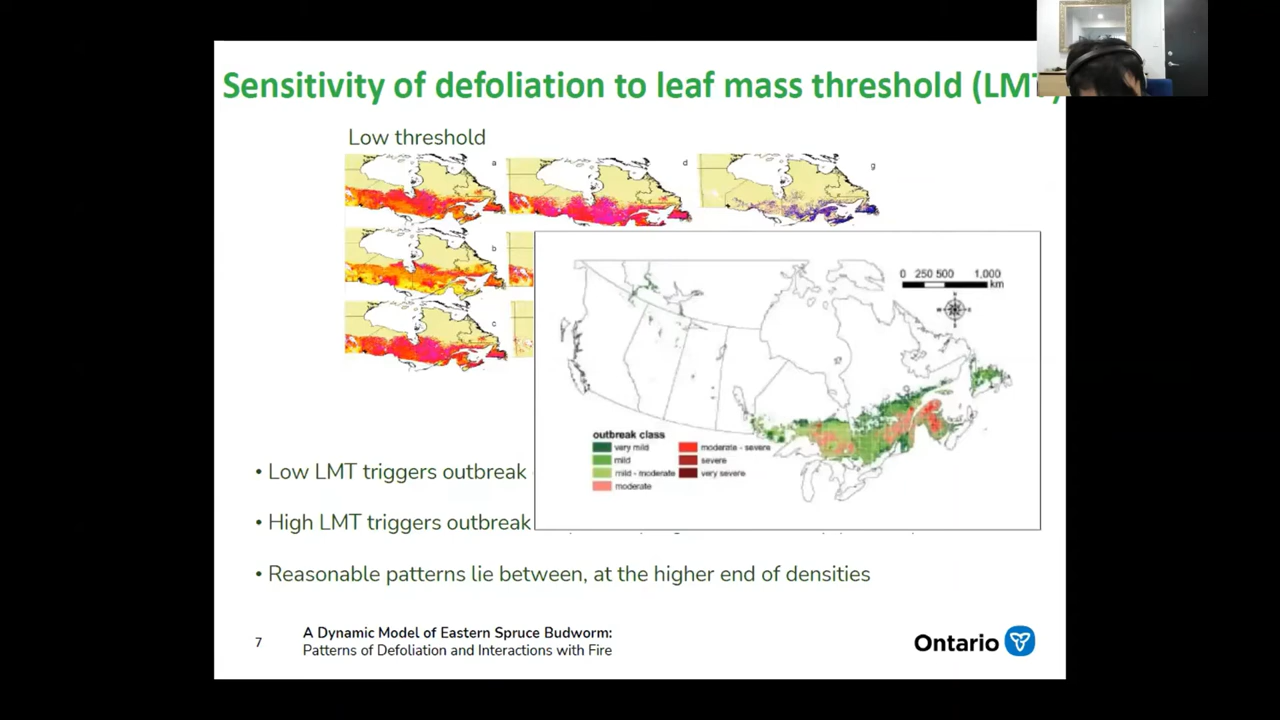 Sensitivity of defoliation to leaf mass threshold (LMT)
Low threshold
a
d
g
b
c
0 250 500 1,000
km
outbreak class
very mild
mild
mild - moderate
moderate
moderate - severe
severe
very severe
• Low LMT triggers outbreak
• High LMT triggers outbreak
• Reasonable patterns lie between, at the higher end of densities
7
A Dynamic Model of Eastern Spruce Budworm:
Patterns of Defoliation and Interactions with Fire
Ontario